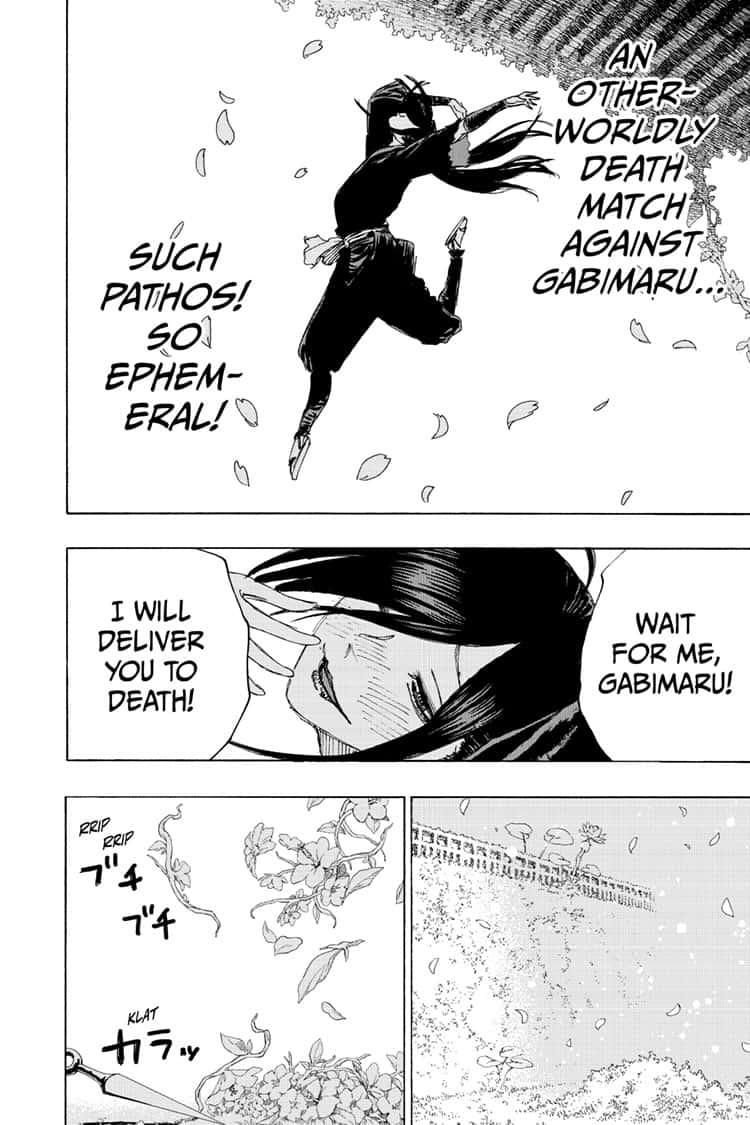 AN
OTHER-
WORLDLY
DEATH
MATCH
AGAINST
GABIMARU...
SUCH
PATHOS!
SO
EPHEM-
ERAL!
WAIT
FOR ME,
GABIMARU!
I WILL
DELIVER
YOU TO
DEATH!
RRIP
RRIP
ブチ
ブチ
KLAT
カラッ